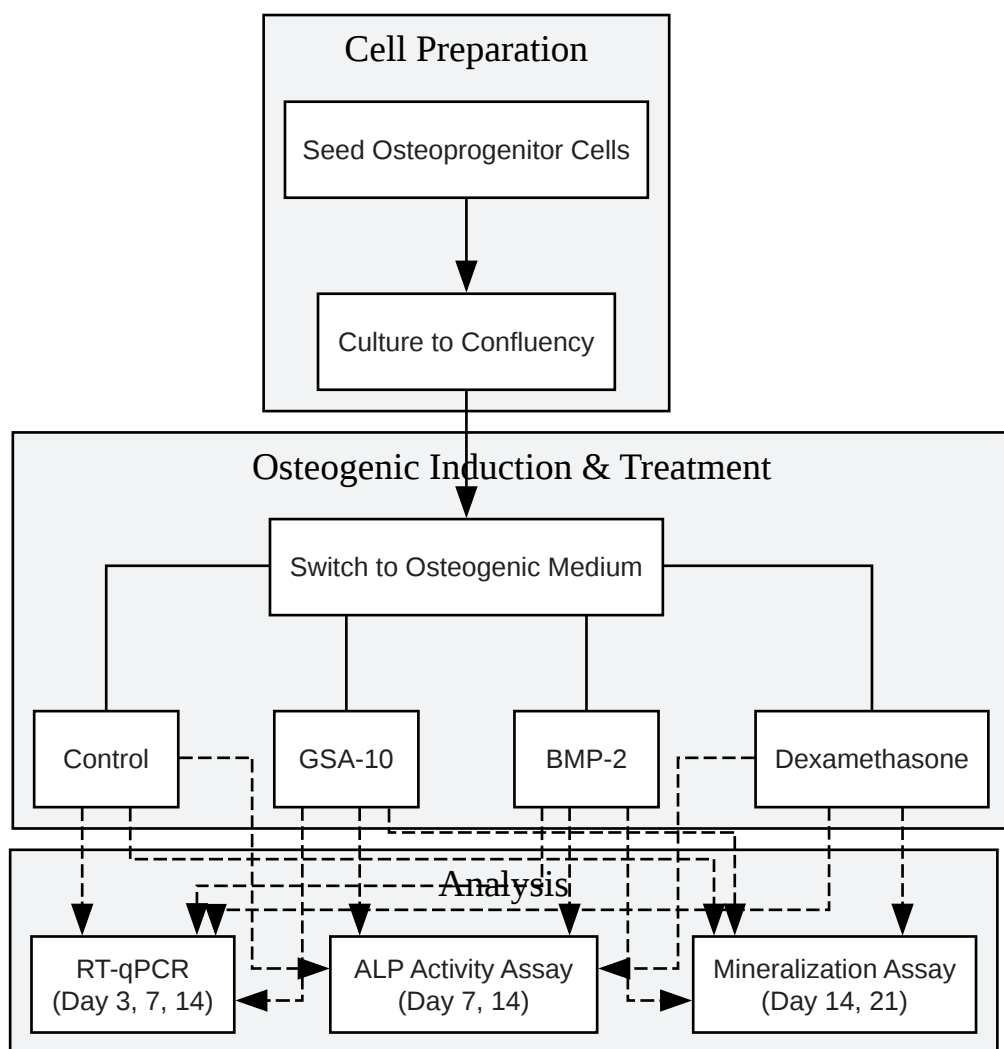 Cell Preparation
Seed Osteoprogenitor Cells
Culture to Confluency
Osteogenic Induction & Treatment
Switch to Osteogenic Medium
Control
GSA-10
BMP-2
Dexamethasone
Analysis
RT-qPCR
(Day 3, 7, 14)
ALP Activity Assay
(Day 7, 14)
Mineralization Assay
(Day 14, 21)